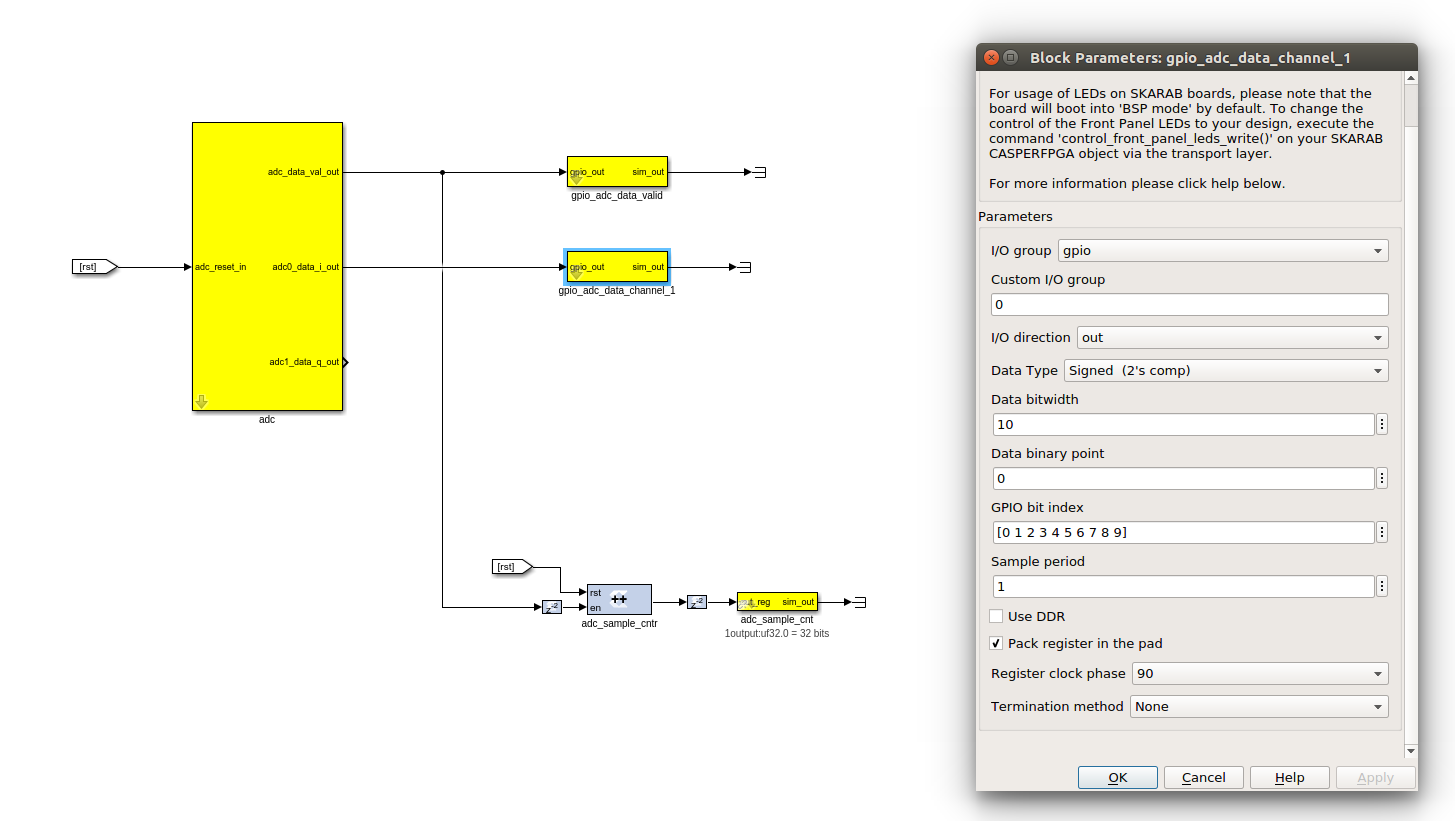 adc_data_val_out
gpio_out
sim_out
gpio_adc_data_valid
[rst]
adc_reset_in
adc0_data_i_out
gpio_out
sim_out
gpio_adc_data_channel_1
adc1_data_q_out
adc
[rst]
rst
en
++
adc_sample_cntr
z-2
z-2
sim_out
adc_sample_cnt
1output:uf32.0 = 32 bits
Block Parameters: gpio_adc_data_channel_1
For usage of LEDs on SKARAB boards, please note that the
board will boot into 'BSP mode' by default. To change the
control of the Front Panel LEDs to your design, execute the
command 'control_front_panel_leds_write()' on your SKARAB
CASPERFPGA object via the transport layer.
For more information please click help below.
Parameters
I/O group gpio
Custom I/O group
0
I/O direction out
Data Type Signed  (2's comp)
Data bitwidth
10
Data binary point
0
GPIO bit index
[0 1 2 3 4 5 6 7 8 9]
Sample period
1
Use DDR
Pack register in the pad
Register clock phase 90
Termination method None
OK Cancel Help Apply